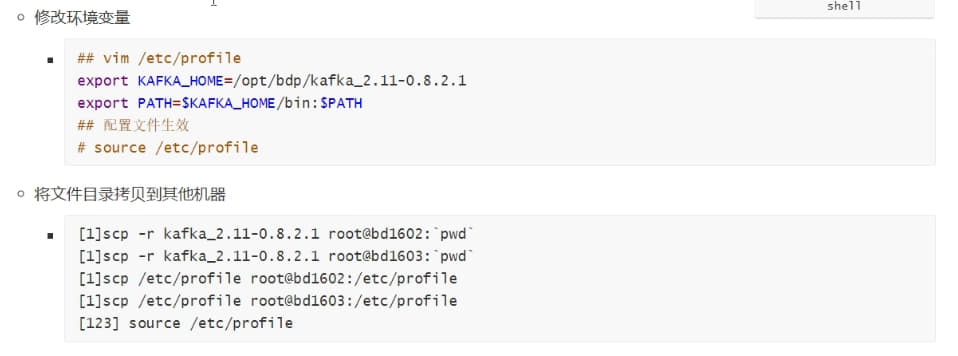 shell
修改环境变量
## vim /etc/profile
export KAFKA_HOME=/opt/bdp/kafka_2.11-0.8.2.1
export PATH=$KAFKA_HOME/bin:$PATH
## 配置文件生效
# source /etc/profile
将文件目录拷贝到其他机器
[1]scp -r kafka_2.11-0.8.2.1 root@bd1602:`pwd`
[1]scp -r kafka_2.11-0.8.2.1 root@bd1603:`pwd`
[1]scp /etc/profile root@bd1602:/etc/profile
[1]scp /etc/profile root@bd1603:/etc/profile
[123] source /etc/profile